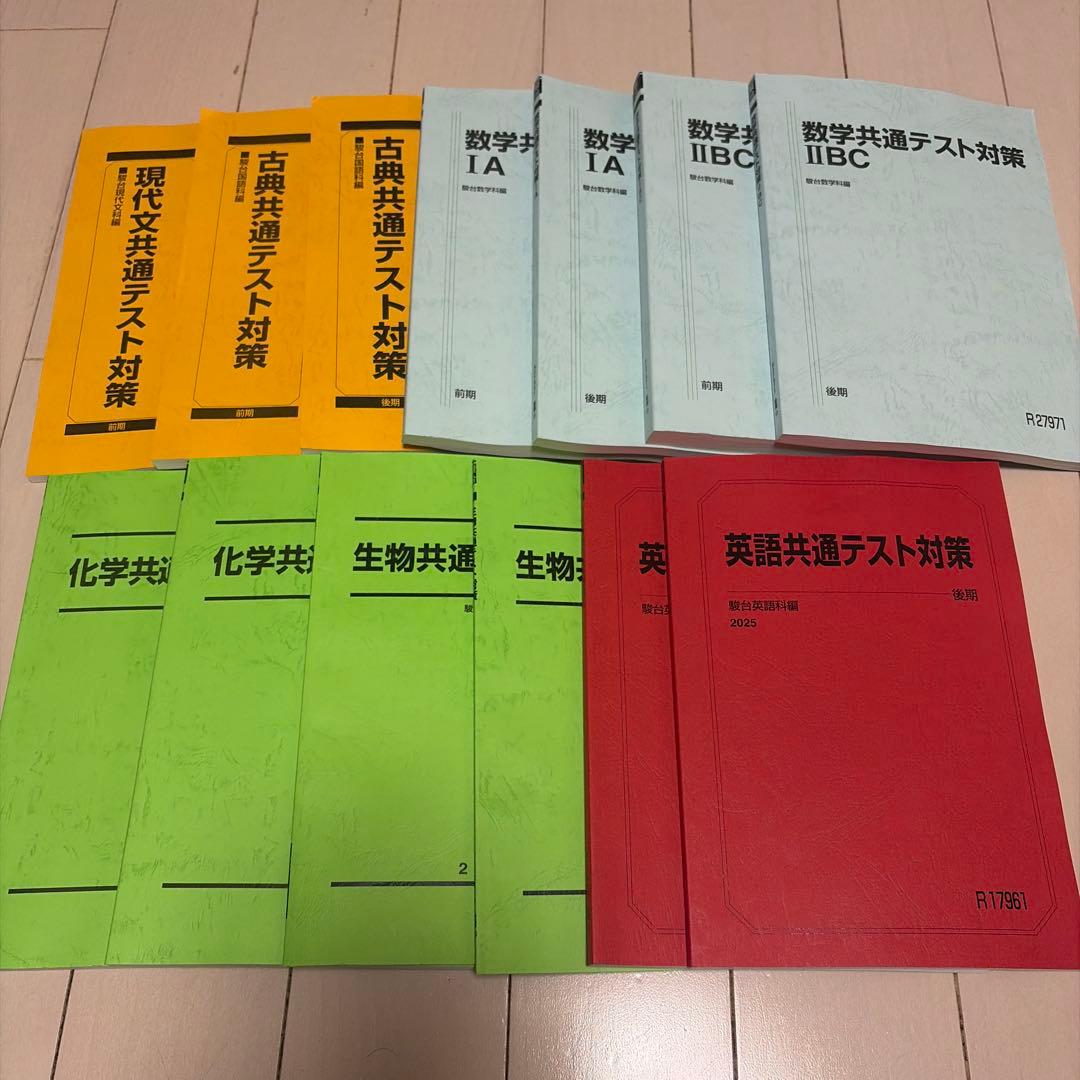 現代文共通テスト対策
■駿台現代文科編
前期
古典共通テスト対策
■駿台国語科編
前期
古典共通テスト対策
■駿台国語科編
後期
数学共
ⅠA
駿台数学科編
前期
数学
ⅠA
駿台数学科編
後期
数学共
ⅡBC
駿台数学科編
前期
数学共通テスト対策
ⅡBC
駿台数学科編
後期
R27971
化学共通
化学共通
生物共通
駿
2
生物共
英
駿台英
英語共通テスト対策
後期
駿台英語科編
2025
R17961